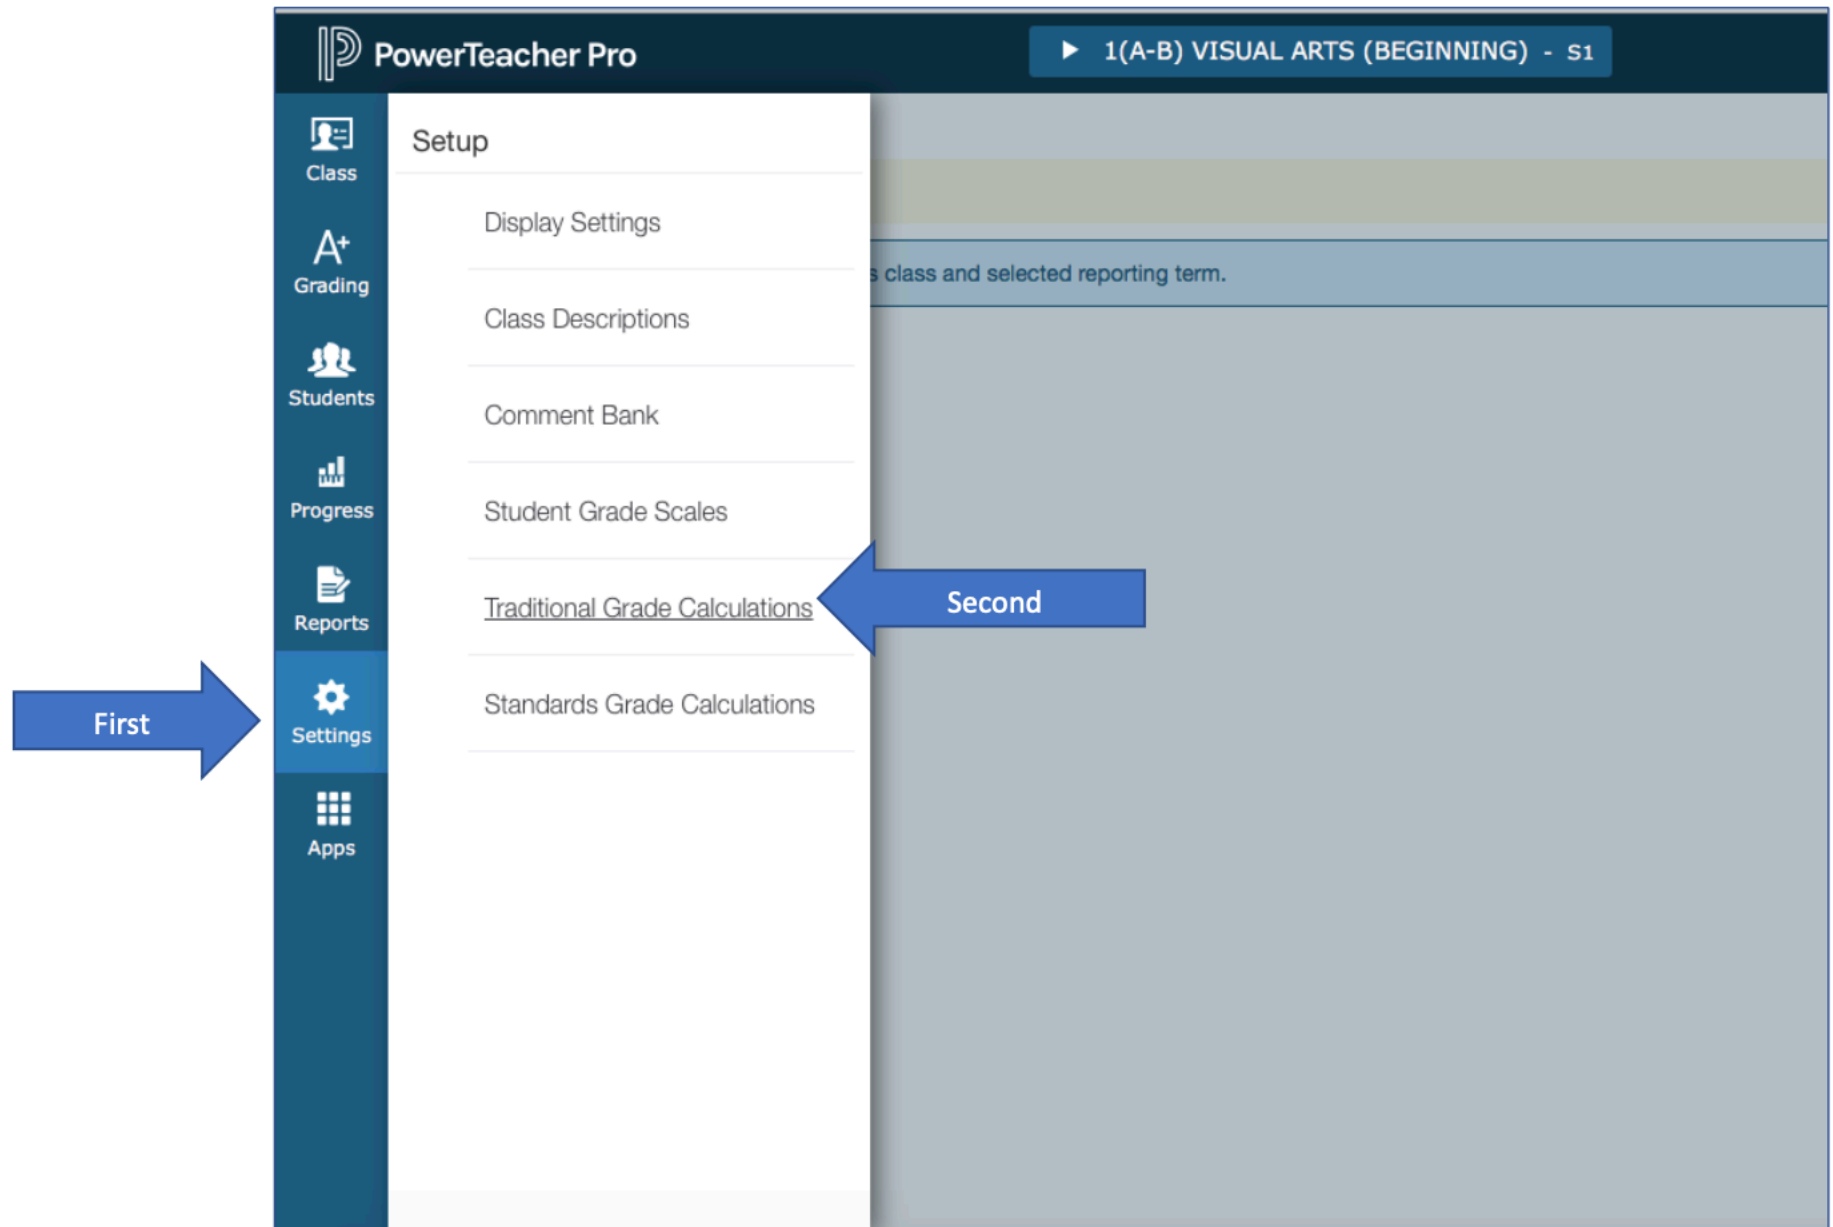 PowerTeacher Pro
1(A-B) VISUAL ARTS (BEGINNING) - S1
Class
Grading
Students
Progress
Reports
Settings
Apps
Setup
Display Settings
Class Descriptions
Comment Bank
Student Grade Scales
Traditional Grade Calculations
Standards Grade Calculations
class and selected reporting term.
First
Second